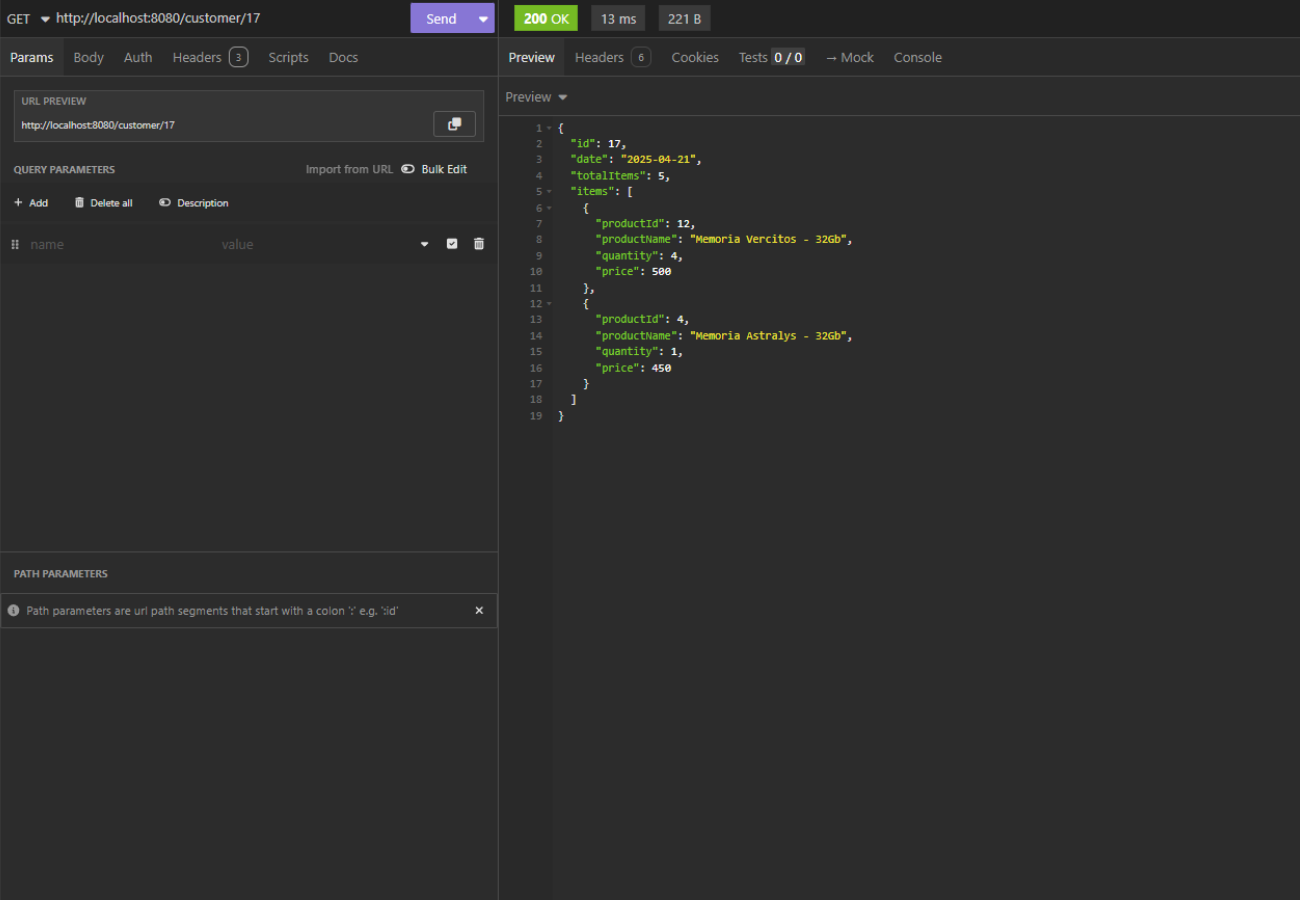 GET http://localhost:8080/customer/17 Send
Params Body Auth Headers 3 Scripts Docs
URL PREVIEW
http://localhost:8080/customer/17
QUERY PARAMETERS Import from URL Bulk Edit
+ Add Delete all Description
name value
PATH PARAMETERS
Path parameters are url path segments that start with a colon ':' e.g. ':id'
200 OK 13 ms 221 B
Preview Headers 6 Cookies Tests 0 / 0 → Mock Console
Preview
1 {
2 "id": 17,
3 "date": "2025-04-21",
4 "totalItems": 5,
5 "items": [
6 {
7 "productId": 12,
8 "productName": "Memoria Vercitos - 32Gb",
9 "quantity": 4,
10 "price": 500
11 },
12 {
13 "productId": 4,
14 "productName": "Memoria Astralys - 32Gb",
15 "quantity": 1,
16 "price": 450
17 }
18 ]
19 }